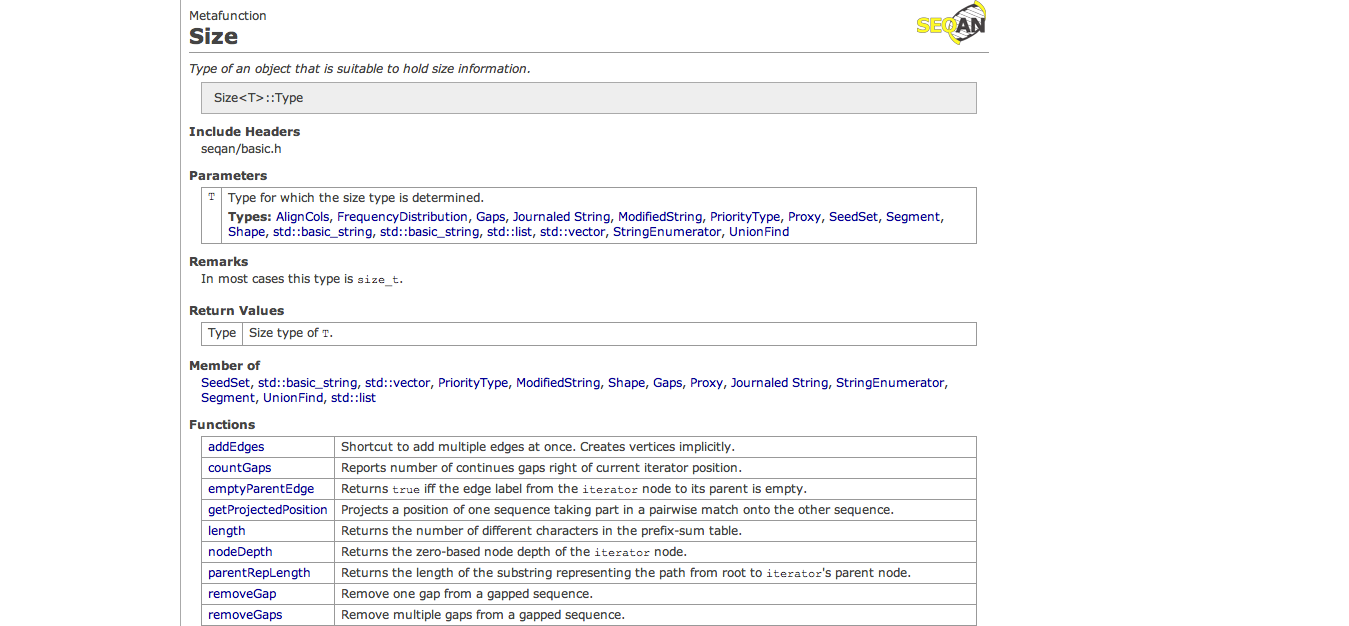 Metafunction
Size
SEQAN
Type of an object that is suitable to hold size information.
Size<T>::Type
Include Headers
seqan/basic.h
Parameters
T Type for which the size type is determined.
Types: AlignCols, FrequencyDistribution, Gaps, Journaled String, ModifiedString, PriorityType, Proxy, SeedSet, Segment,
Shape, std::basic_string, std::basic_string, std::list, std::vector, StringEnumerator, UnionFind
Remarks
In most cases this type is size_t.
Return Values
Type Size type of T.
Member of
SeedSet, std::basic_string, std::vector, PriorityType, ModifiedString, Shape, Gaps, Proxy, Journaled String, StringEnumerator,
Segment, UnionFind, std::list
Functions
addEdges Shortcut to add multiple edges at once. Creates vertices implicitly.
countGaps Reports number of continues gaps right of current iterator position.
emptyParentEdge Returns true iff the edge label from the iterator node to its parent is empty.
getProjectedPosition Projects a position of one sequence taking part in a pairwise match onto the other sequence.
length Returns the number of different characters in the prefix-sum table.
nodeDepth Returns the zero-based node depth of the iterator node.
parentRepLength Returns the length of the substring representing the path from root to iterator's parent node.
removeGap Remove one gap from a gapped sequence.
removeGaps Remove multiple gaps from a gapped sequence.